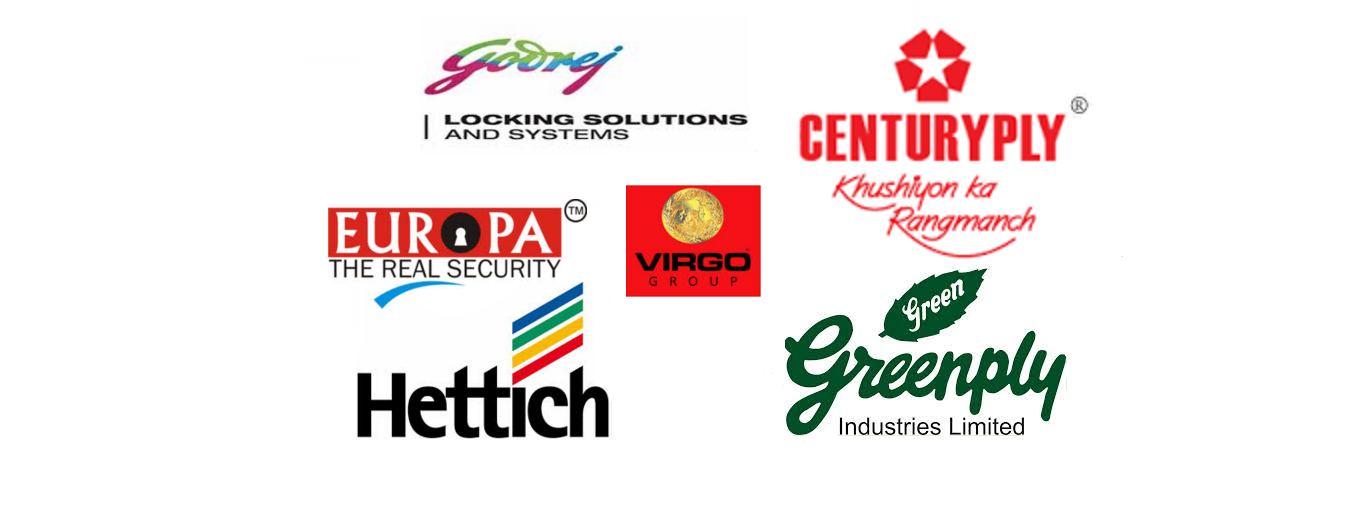 Godrej
LOCKING SOLUTIONS
AND SYSTEMS
CENTURYPLY ®
Khushiyon ka
Rangmanch
EUROPA ™
THE REAL SECURITY
VIRGO
GROUP
Hettich
Green
Greenply
Industries Limited